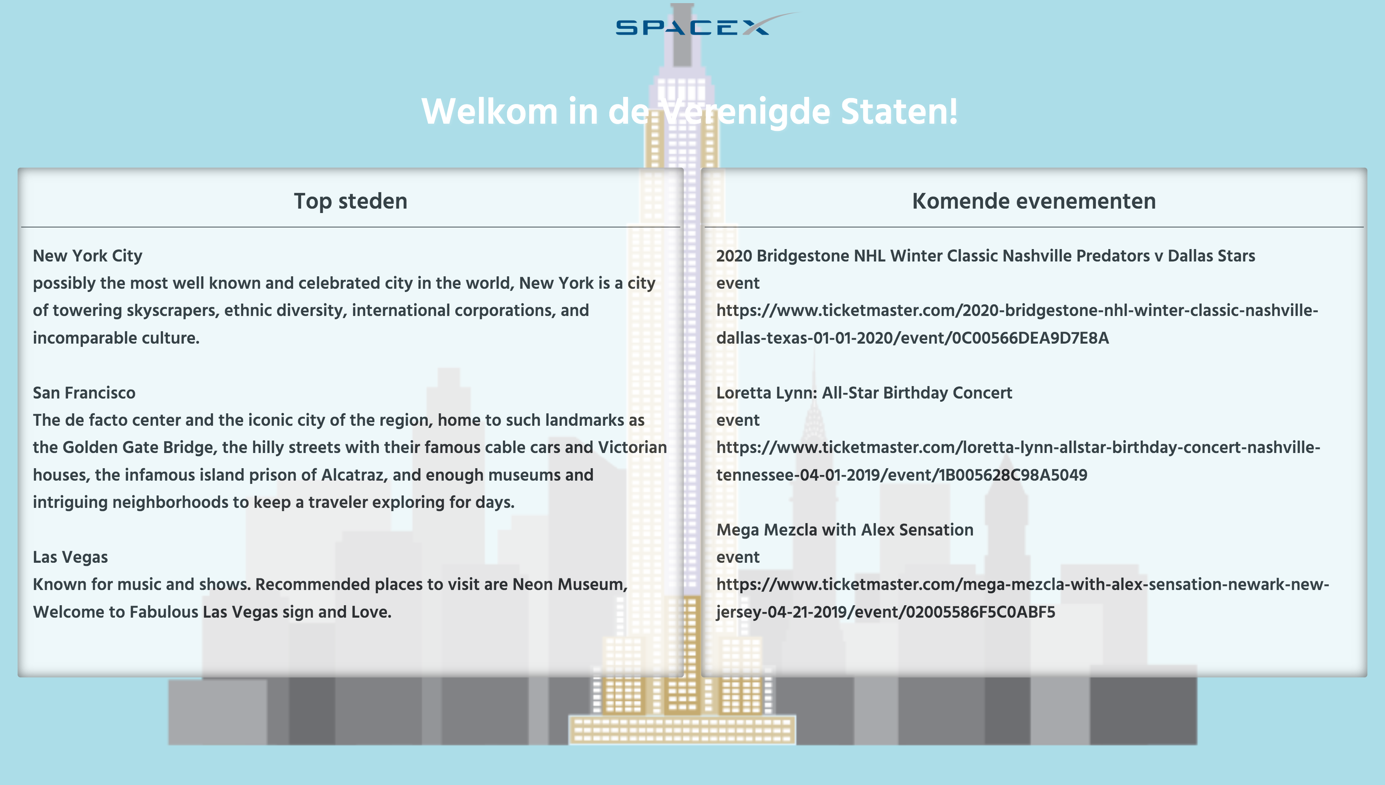 SPACEX
Welkom in de Verenigde Staten!
Top steden
New York City
possibly the most well known and celebrated city in the world, New York is a city
of towering skyscrapers, ethnic diversity, international corporations, and
incomparable culture.
San Francisco
The de facto center and the iconic city of the region, home to such landmarks as
the Golden Gate Bridge, the hilly streets with their famous cable cars and Victorian
houses, the infamous island prison of Alcatraz, and enough museums and
intriguing neighborhoods to keep a traveler exploring for days.
Las Vegas
Known for music and shows. Recommended places to visit are Neon Museum,
Welcome to Fabulous Las Vegas sign and Love.
Komende evenementen
2020 Bridgestone NHL Winter Classic Nashville Predators v Dallas Stars
event
https://www.ticketmaster.com/2020-bridgestone-nhl-winter-classic-nashville-
dallas-texas-01-01-2020/event/0C00566DEA9D7E8A
Loretta Lynn: All-Star Birthday Concert
event
https://www.ticketmaster.com/loretta-lynn-allstar-birthday-concert-nashville-
tennessee-04-01-2019/event/1B005628C98A5049
Mega Mezcla with Alex Sensation
event
https://www.ticketmaster.com/mega-mezcla-with-alex-sensation-newark-new-
jersey-04-21-2019/event/02005586F5C0ABF5